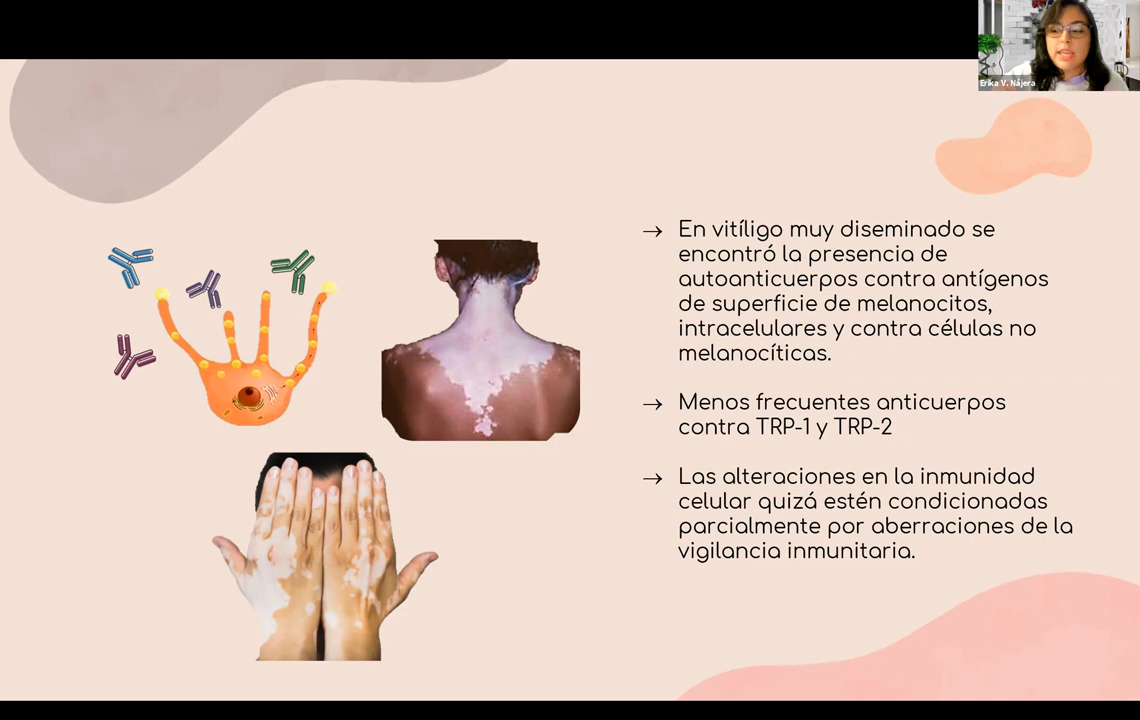 Erika V. Nájera
→ En vitíligo muy diseminado se
encontró la presencia de
autoanticuerpos contra antígenos
de superficie de melanocitos,
intracelulares y contra células no
melanocíticas.
→ Menos frecuentes anticuerpos
contra TRP-1 y TRP-2
→ Las alteraciones en la inmunidad
celular quizá estén condicionadas
parcialmente por aberraciones de la
vigilancia inmunitaria.